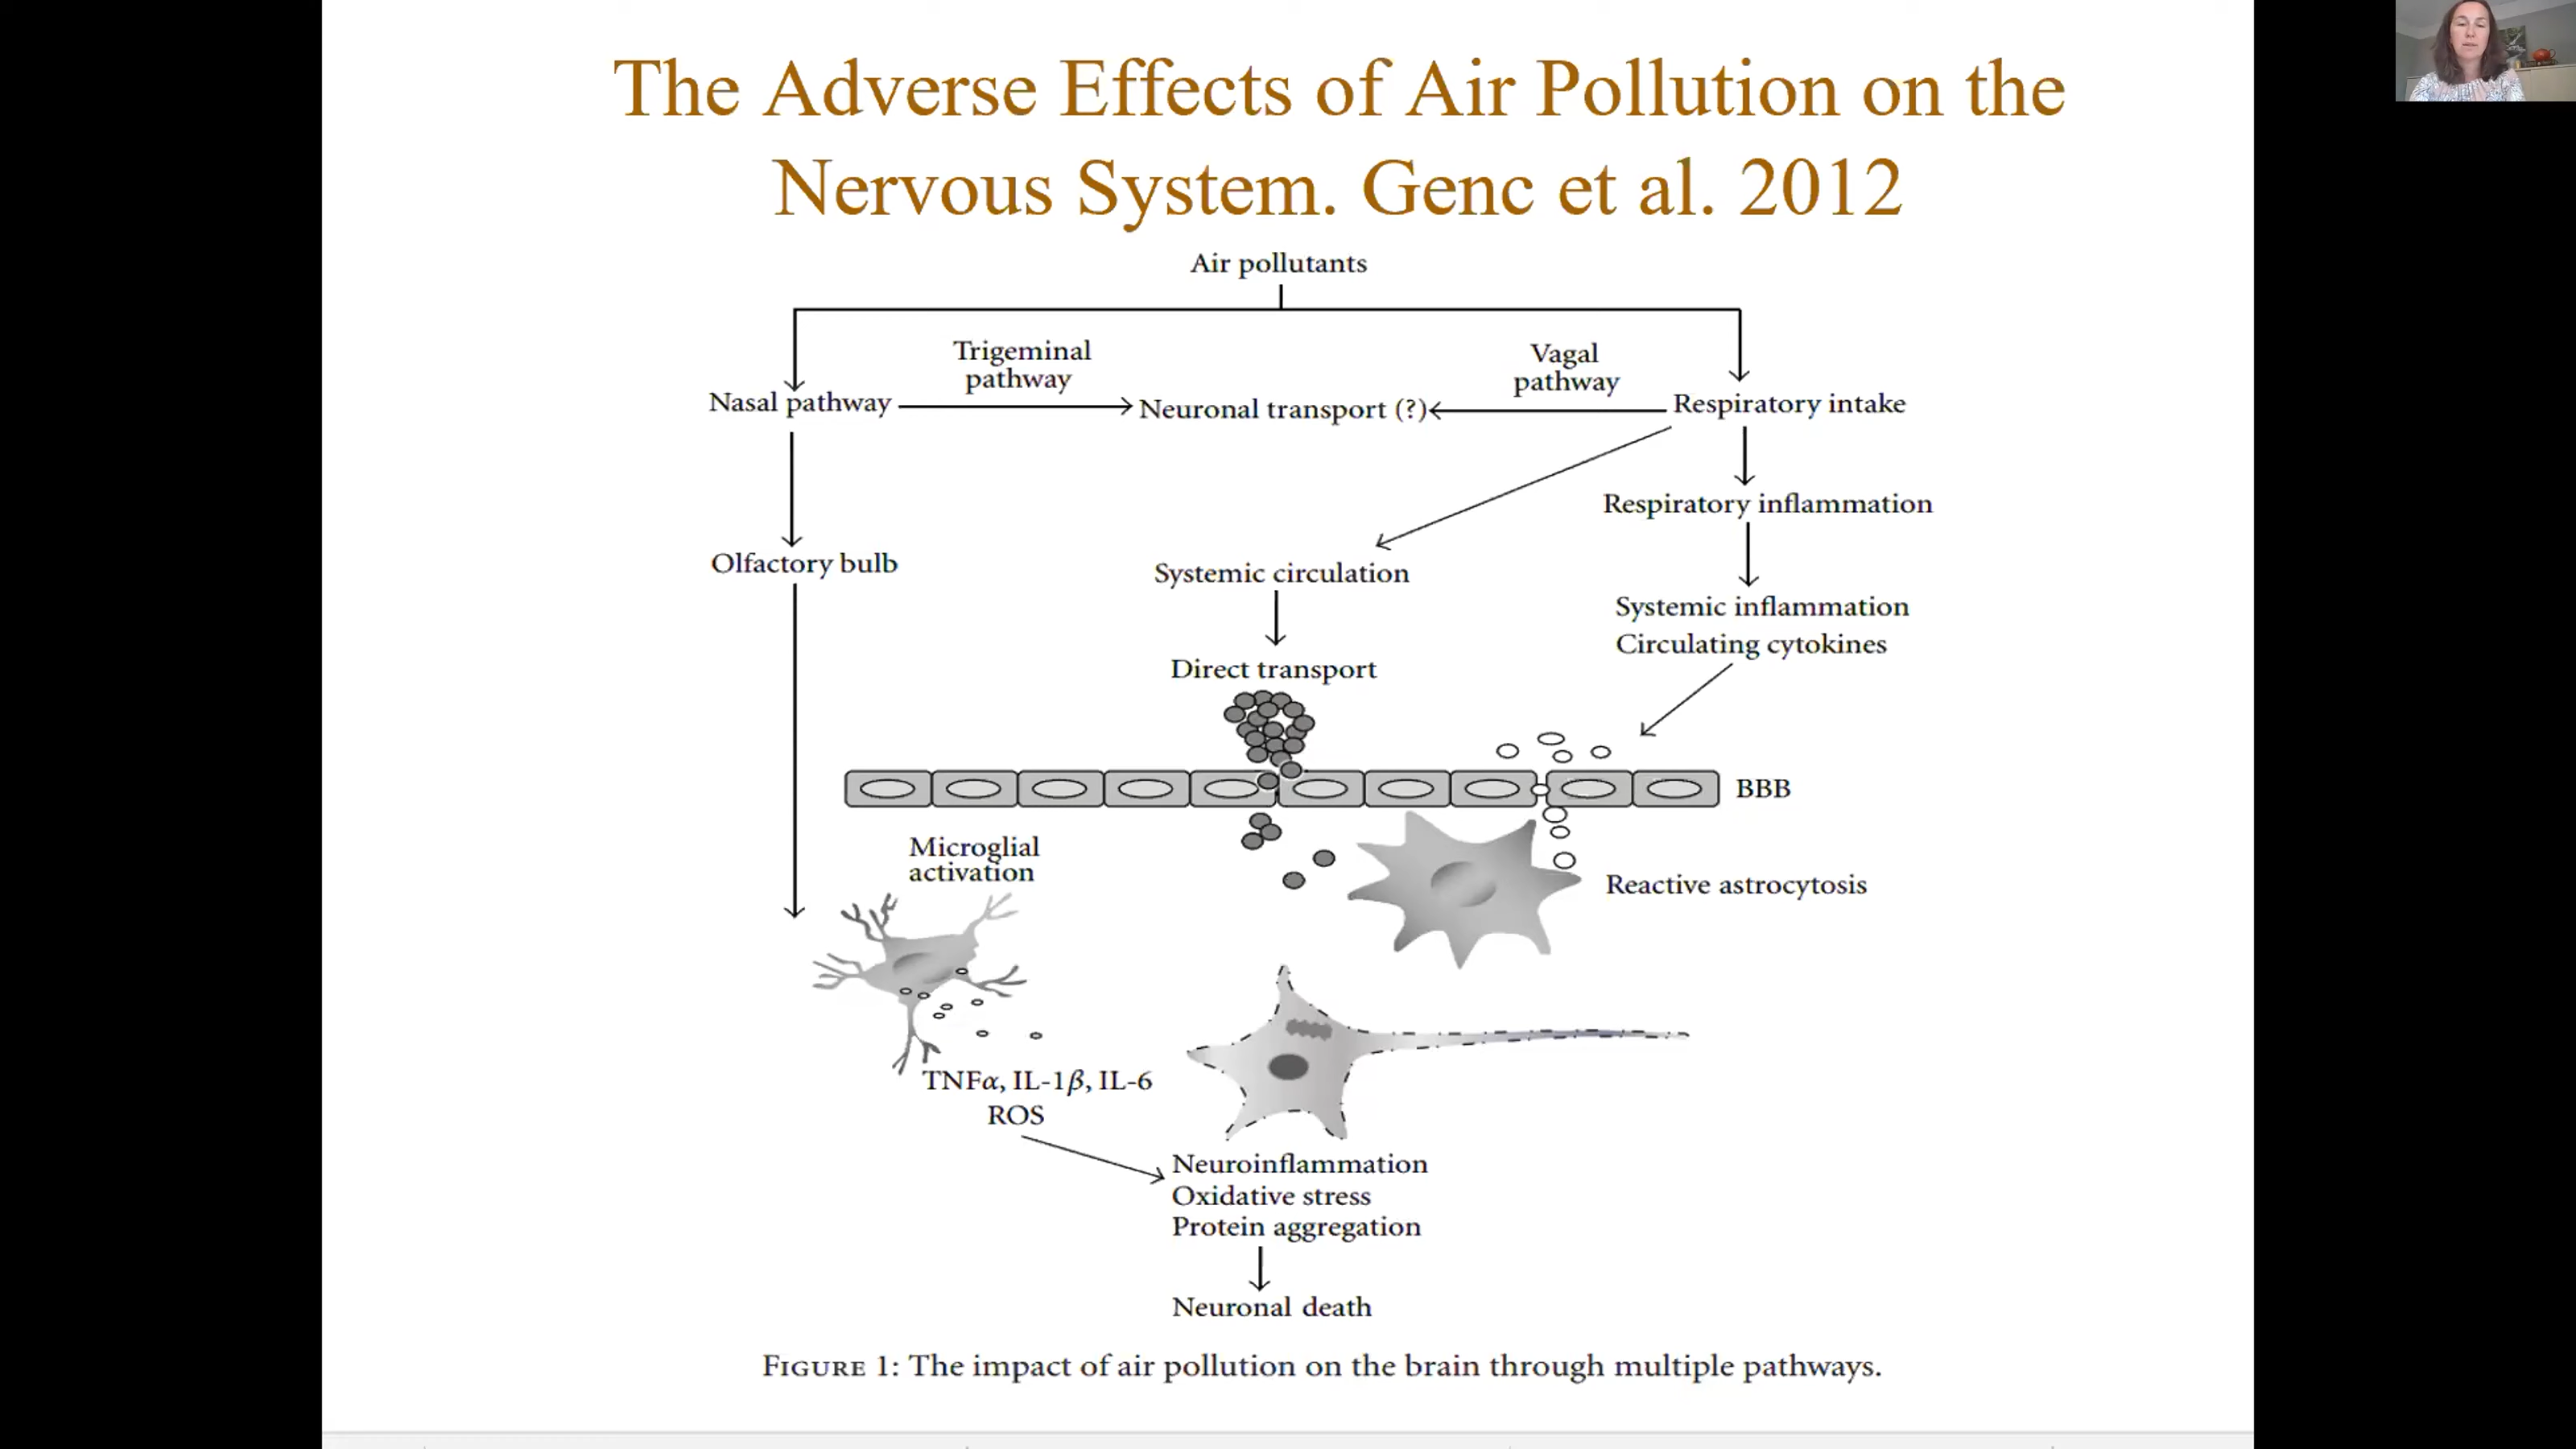 The Adverse Effects of Air Pollution on the
Nervous System. Genc et al. 2012
Air pollutants
Trigeminal
pathway
Vagal
pathway
Nasal pathway
Neuronal transport (?)
Respiratory intake
Respiratory inflammation
Olfactory bulb
Systemic circulation
Systemic inflammation
Circulating cytokines
Direct transport
BBB
Microglial
activation
Reactive astrocytosis
TNFα, IL-1β, IL-6
ROS
Neuroinflammation
Oxidative stress
Protein aggregation
Neuronal death
FIGURE 1: The impact of air pollution on the brain through multiple pathways.